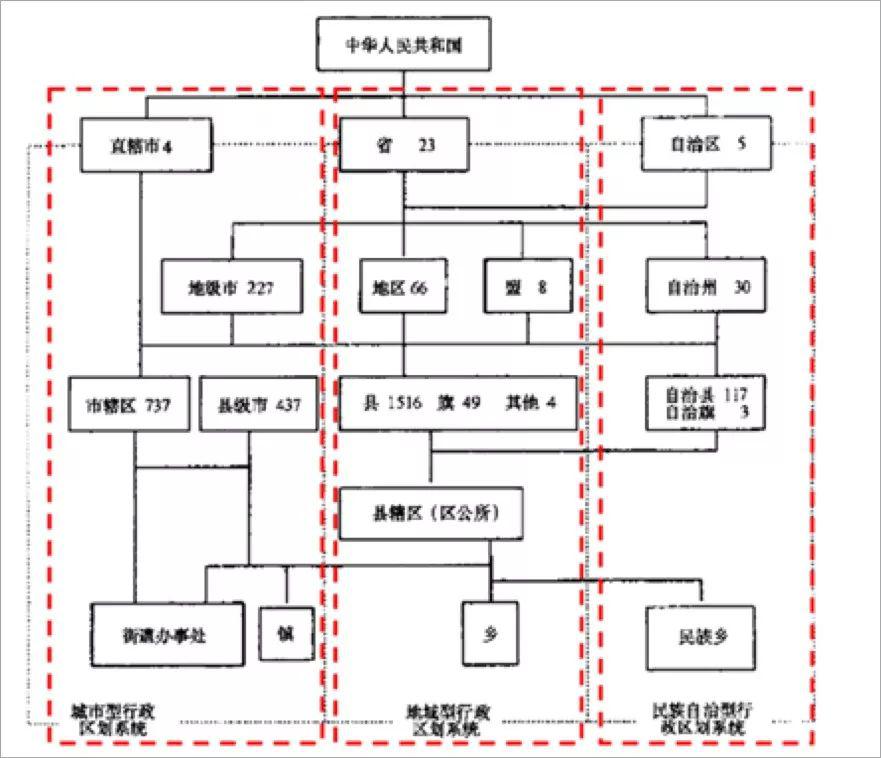 中华人民共和国
直辖市 4
省 23
自治区 5
地级市 227
地区 66
盟 8
自治州 30
市辖区 737
县级市 437
县 1516 旗 49 其他 4
自治县 117
自治旗 3
县辖区（区公所）
街道办事处
镇
乡
民族乡
城市型行政
区划系统
地域型行政
区划系统
民族自治型行
政区划系统